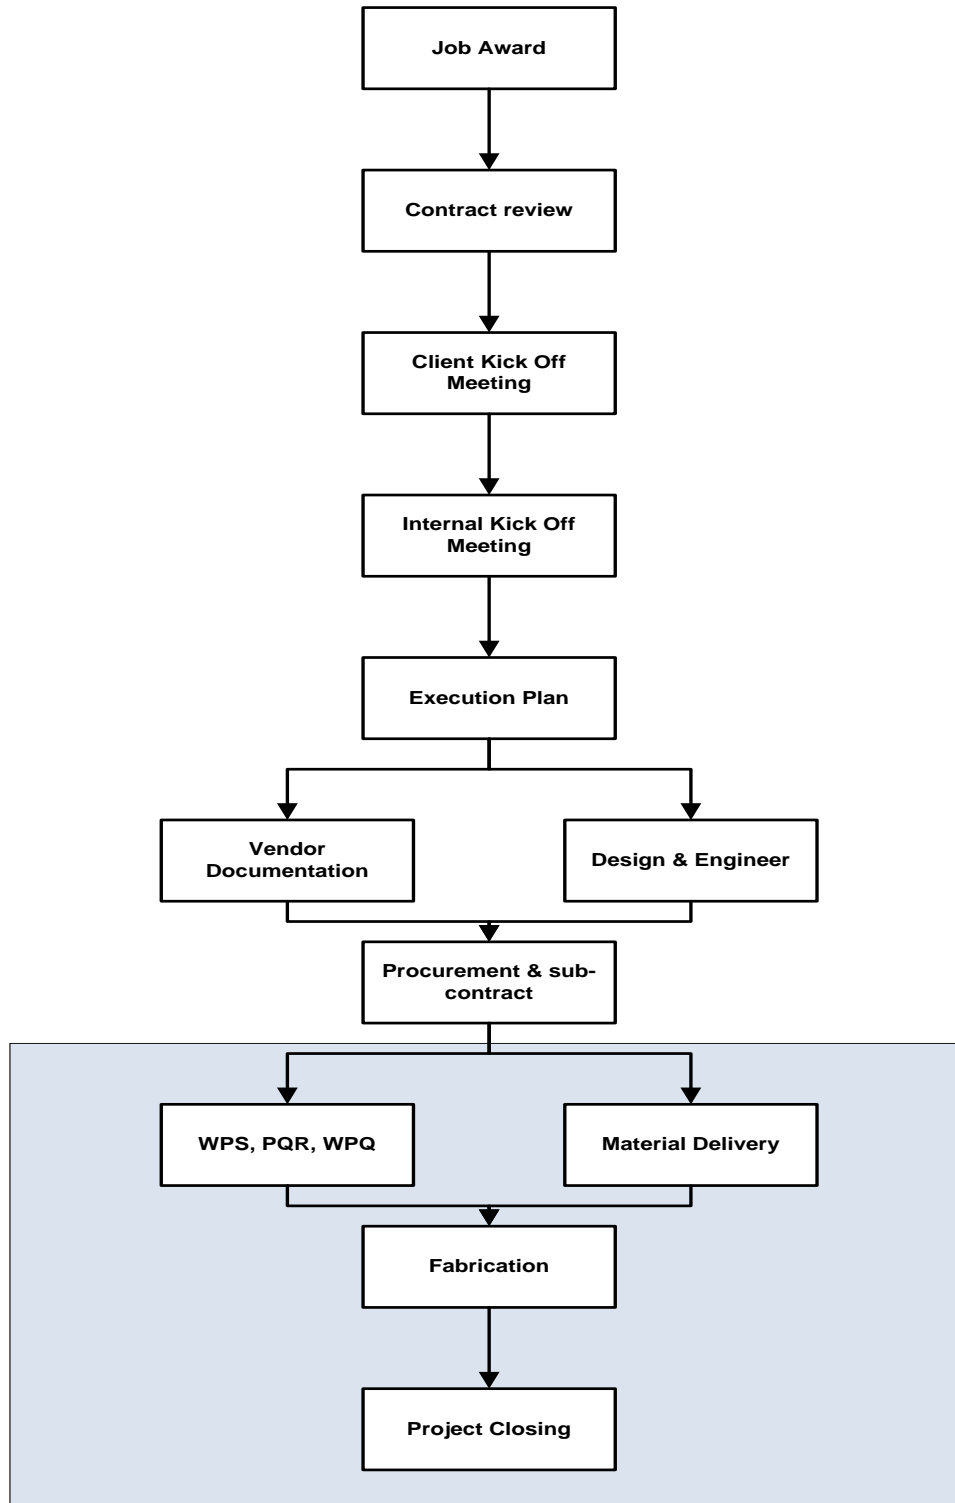 Job Award
Contract review
Client Kick Off
Meeting
Internal Kick Off
Meeting
Execution Plan
Vendor
Documentation
Design & Engineer
Procurement & sub-
contract
WPS, PQR, WPQ
Material Delivery
Fabrication
Project Closing